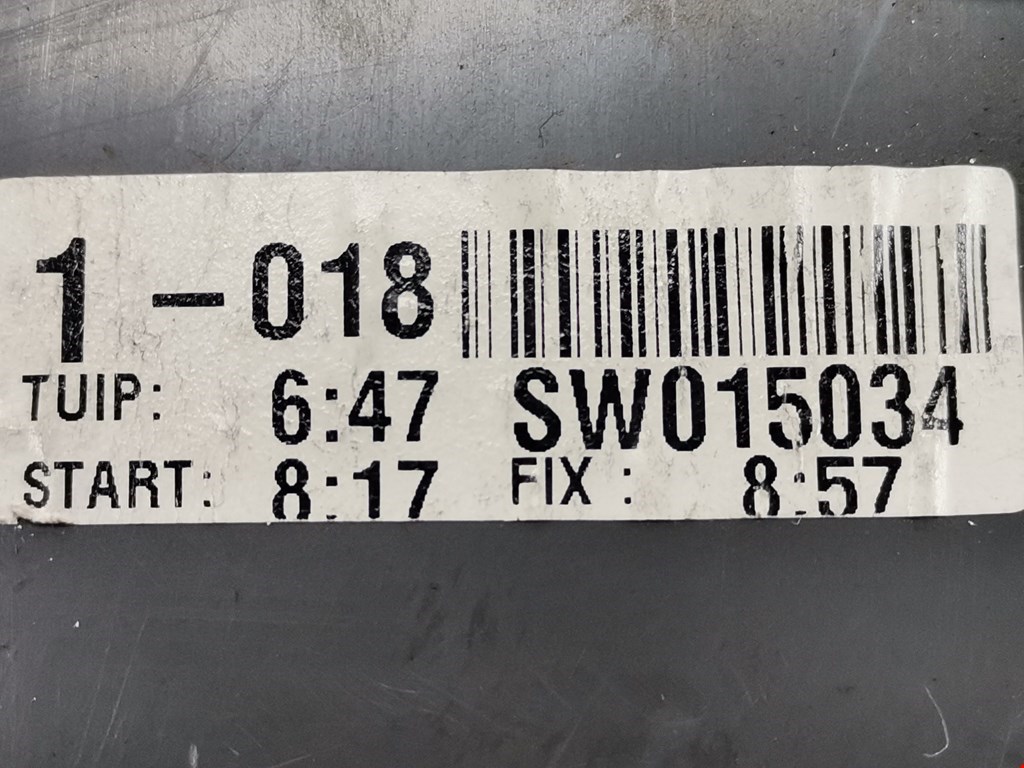 1-018
TUIP: 6:47 SW015034
START: 8:17 FIX : 8:57